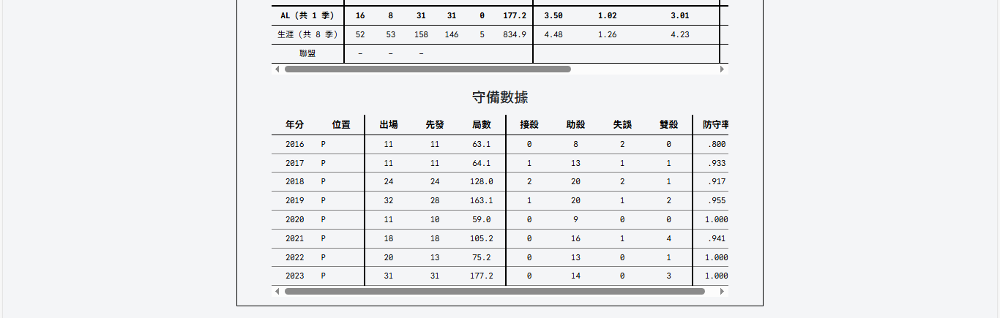 AL (共 1 季) 16 8 31 31 0 177.2 3.50 1.02 3.01
生涯 (共 8 季) 52 53 158 146 5 834.9 4.48 1.26 4.23
聯盟 – – –
守備數據
年分 位置 出場 先發 局數 接殺 助殺 失誤 雙殺 防守率
2016 P 11 11 63.1 0 8 2 0 .800
2017 P 11 11 64.1 1 13 1 1 .933
2018 P 24 24 128.0 2 20 2 1 .917
2019 P 32 28 163.1 1 20 1 2 .955
2020 P 11 10 59.0 0 9 0 0 1.000
2021 P 18 18 105.2 0 16 1 4 .941
2022 P 20 13 75.2 0 13 0 1 1.000
2023 P 31 31 177.2 0 14 0 3 1.000